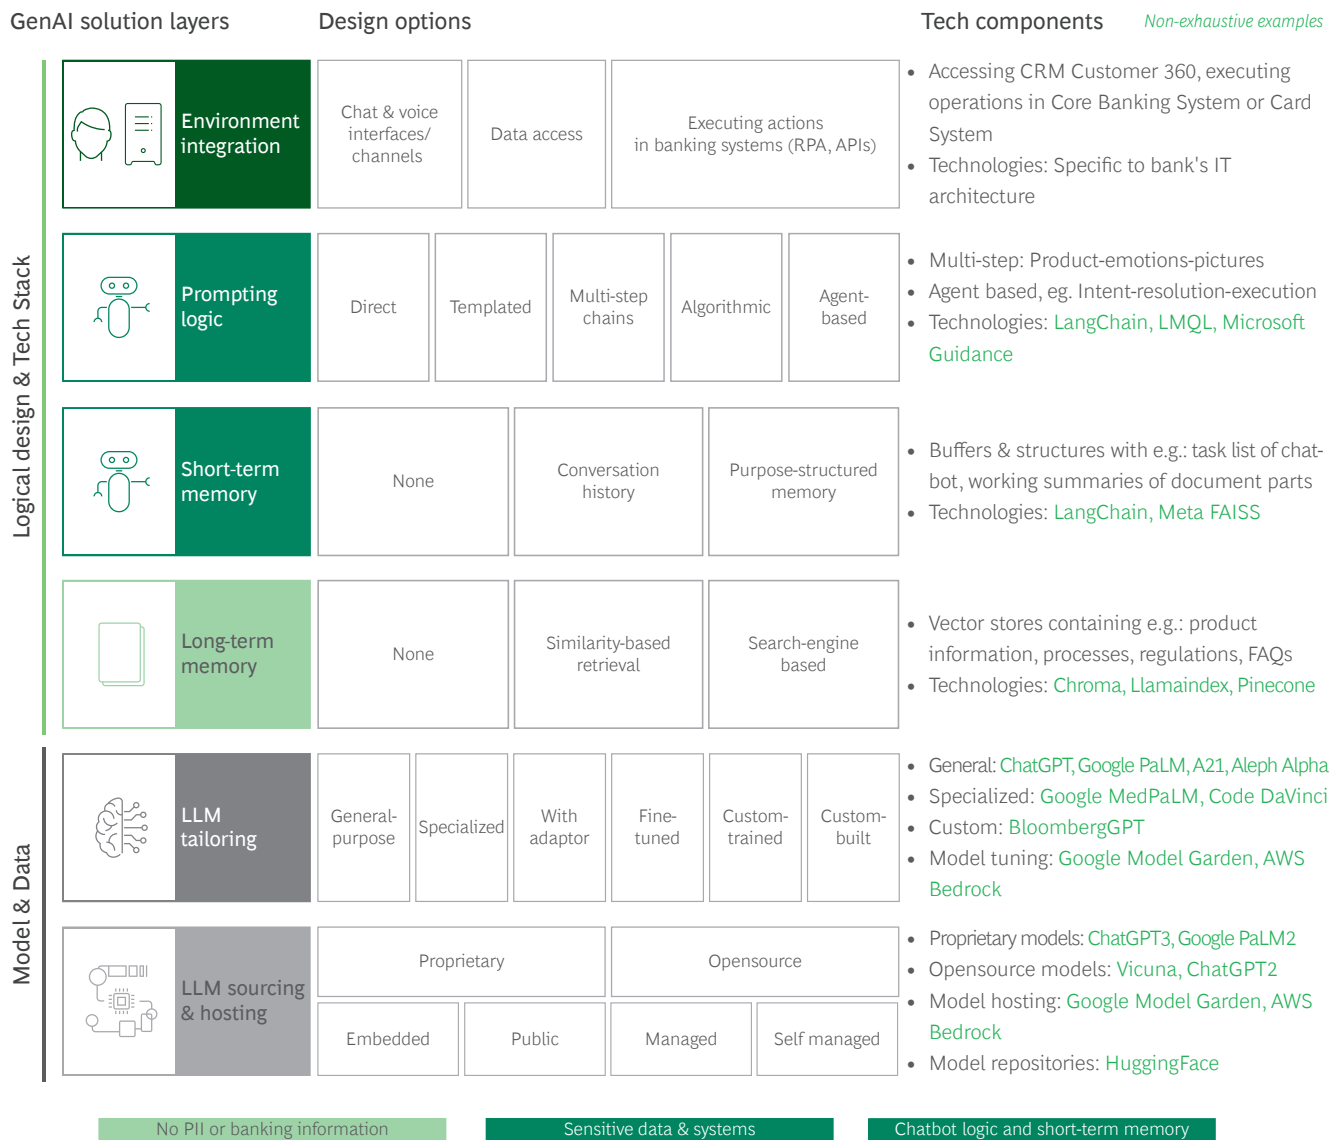 GenAI solution layers
Design options
Tech components
Non-exhaustive examples
Logical design & Tech Stack
Environment
integration
Chat & voice
interfaces/
channels
Data access
Executing actions
in banking systems (RPA, APIs)
• Accessing CRM Customer 360, executing
operations in Core Banking System or Card
System
• Technologies: Specific to bank's IT
architecture
Prompting
logic
Direct
Templated
Multi-step
chains
Algorithmic
Agent-
based
• Multi-step: Product-emotions-pictures
• Agent based, eg. Intent-resolution-execution
• Technologies: LangChain, LMQL, Microsoft
Guidance
Short-term
memory
None
Conversation
history
Purpose-structured
memory
• Buffers & structures with e.g.: task list of chat-
bot, working summaries of document parts
• Technologies: LangChain, Meta FAISS
Long-term
memory
None
Similarity-based
retrieval
Search-engine
based
• Vector stores containing e.g.: product
information, processes, regulations, FAQs
• Technologies: Chroma, Llamaindex, Pinecone
Model & Data
LLM
tailoring
General-
purpose
Specialized
With
adaptor
Fine-
tuned
Custom-
trained
Custom-
built
• General: ChatGPT, Google PaLM, A21, Aleph Alpha
• Specialized: Google MedPaLM, Code DaVinci
• Custom: BloombergGPT
• Model tuning: Google Model Garden, AWS
Bedrock
LLM sourcing
& hosting
Proprietary
Opensource
Embedded
Public
Managed
Self managed
• Proprietary models: ChatGPT3, Google PaLM2
• Opensource models: Vicuna, ChatGPT2
• Model hosting: Google Model Garden, AWS
Bedrock
• Model repositories: HuggingFace
No PII or banking information
Sensitive data & systems
Chatbot logic and short-term memory